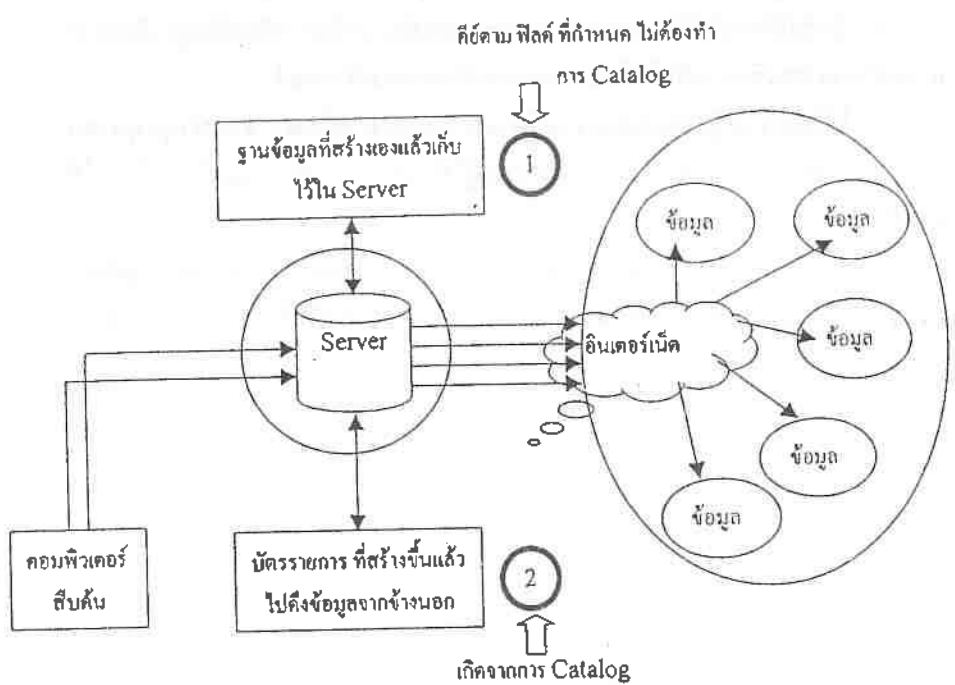 คีย์ตาม ฟิลด์ ที่กำหนด ไม่ต้องทำ
การ Catalog
ฐานข้อมูลที่สร้างเองแล้วเก็บ
ไว้ใน Server
1
ข้อมูล
ข้อมูล
Server
อินเตอร์เน็ต
ข้อมูล
ข้อมูล
ข้อมูล
คอมพิวเตอร์
สืบค้น
บัตรรายการ ที่สร้างขึ้นแล้ว
ไปดึงข้อมูลจากข้างนอก
2
เกิดจากการ Catalog